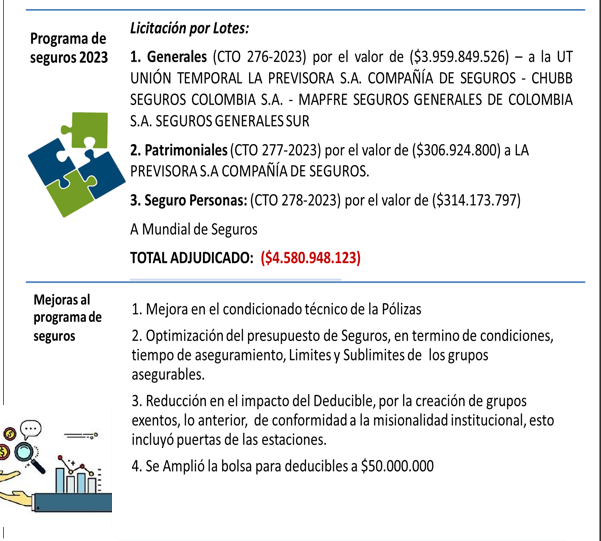 Programa de
seguros 2023
Licitación por Lotes:
1. Generales (CTO 276-2023) por el valor de ($3.959.849.526) – a la UT
UNIÓN TEMPORAL LA PREVISORA S.A. COMPAÑÍA DE SEGUROS - CHUBB
SEGUROS COLOMBIA S.A. - MAPFRE SEGUROS GENERALES DE COLOMBIA
S.A. SEGUROS GENERALES SUR
2. Patrimoniales (CTO 277-2023) por el valor de ($306.924.800) a LA
PREVISORA S.A COMPAÑÍA DE SEGUROS.
3. Seguro Personas: (CTO 278-2023) por el valor de ($314.173.797)
A Mundial de Seguros
TOTAL ADJUDICADO: ($4.580.948.123)
Mejoras al
programa de
seguros
1. Mejora en el condicionado técnico de la Pólizas
2. Optimización del presupuesto de Seguros, en termino de condiciones,
tiempo de aseguramiento, Limites y Sublimites de los grupos
asegurables.
3. Reducción en el impacto del Deducible, por la creación de grupos
exentos, lo anterior, de conformidad a la misionalidad institucional, esto
incluyó puertas de las estaciones.
4. Se Amplió la bolsa para deducibles a $50.000.000